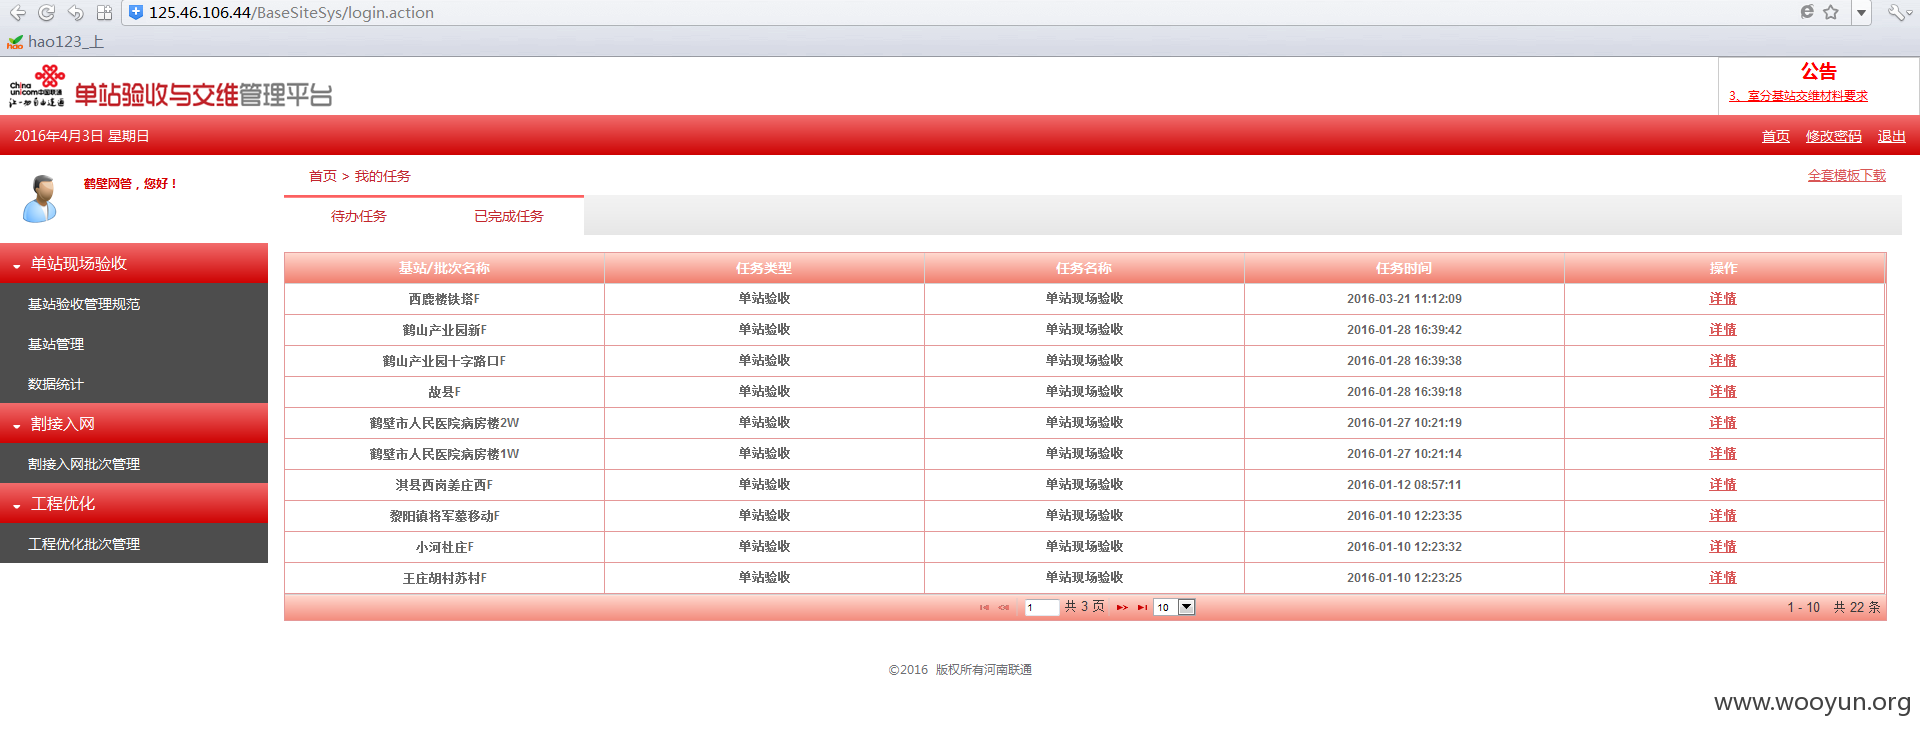 125.46.106.44/BaseSiteSys/login.action
hao123_上
China unicom中国联通
单站验收与交维管理平台
公告
3、室分基站交维材料要求
2016年4月3日 星期日
首页 修改密码 退出
鹤壁网管，您好！
首页 > 我的任务
全套模板下载
待办任务 已完成任务
单站现场验收
基站验收管理规范
基站管理
数据统计
割接入网
割接入网批次管理
工程优化
工程优化批次管理
基站/批次名称 任务类型 任务名称 任务时间 操作
西鹿楼铁塔F 单站验收 单站现场验收 2016-03-21 11:12:09 详情
鹤山产业园新F 单站验收 单站现场验收 2016-01-28 16:39:42 详情
鹤山产业园十字路口F 单站验收 单站现场验收 2016-01-28 16:39:38 详情
故县F 单站验收 单站现场验收 2016-01-28 16:39:18 详情
鹤壁市人民医院病房楼2W 单站验收 单站现场验收 2016-01-27 10:21:19 详情
鹤壁市人民医院病房楼1W 单站验收 单站现场验收 2016-01-27 10:21:14 详情
淇县西岗姜庄西F 单站验收 单站现场验收 2016-01-12 08:57:11 详情
黎阳镇将军墓移动F 单站验收 单站现场验收 2016-01-10 12:23:35 详情
小河杜庄F 单站验收 单站现场验收 2016-01-10 12:23:32 详情
王庄胡村苏村F 单站验收 单站现场验收 2016-01-10 12:23:25 详情
1 共 3 页 10 1 - 10 共 22 条
©2016 版权所有河南联通
www.wooyun.org